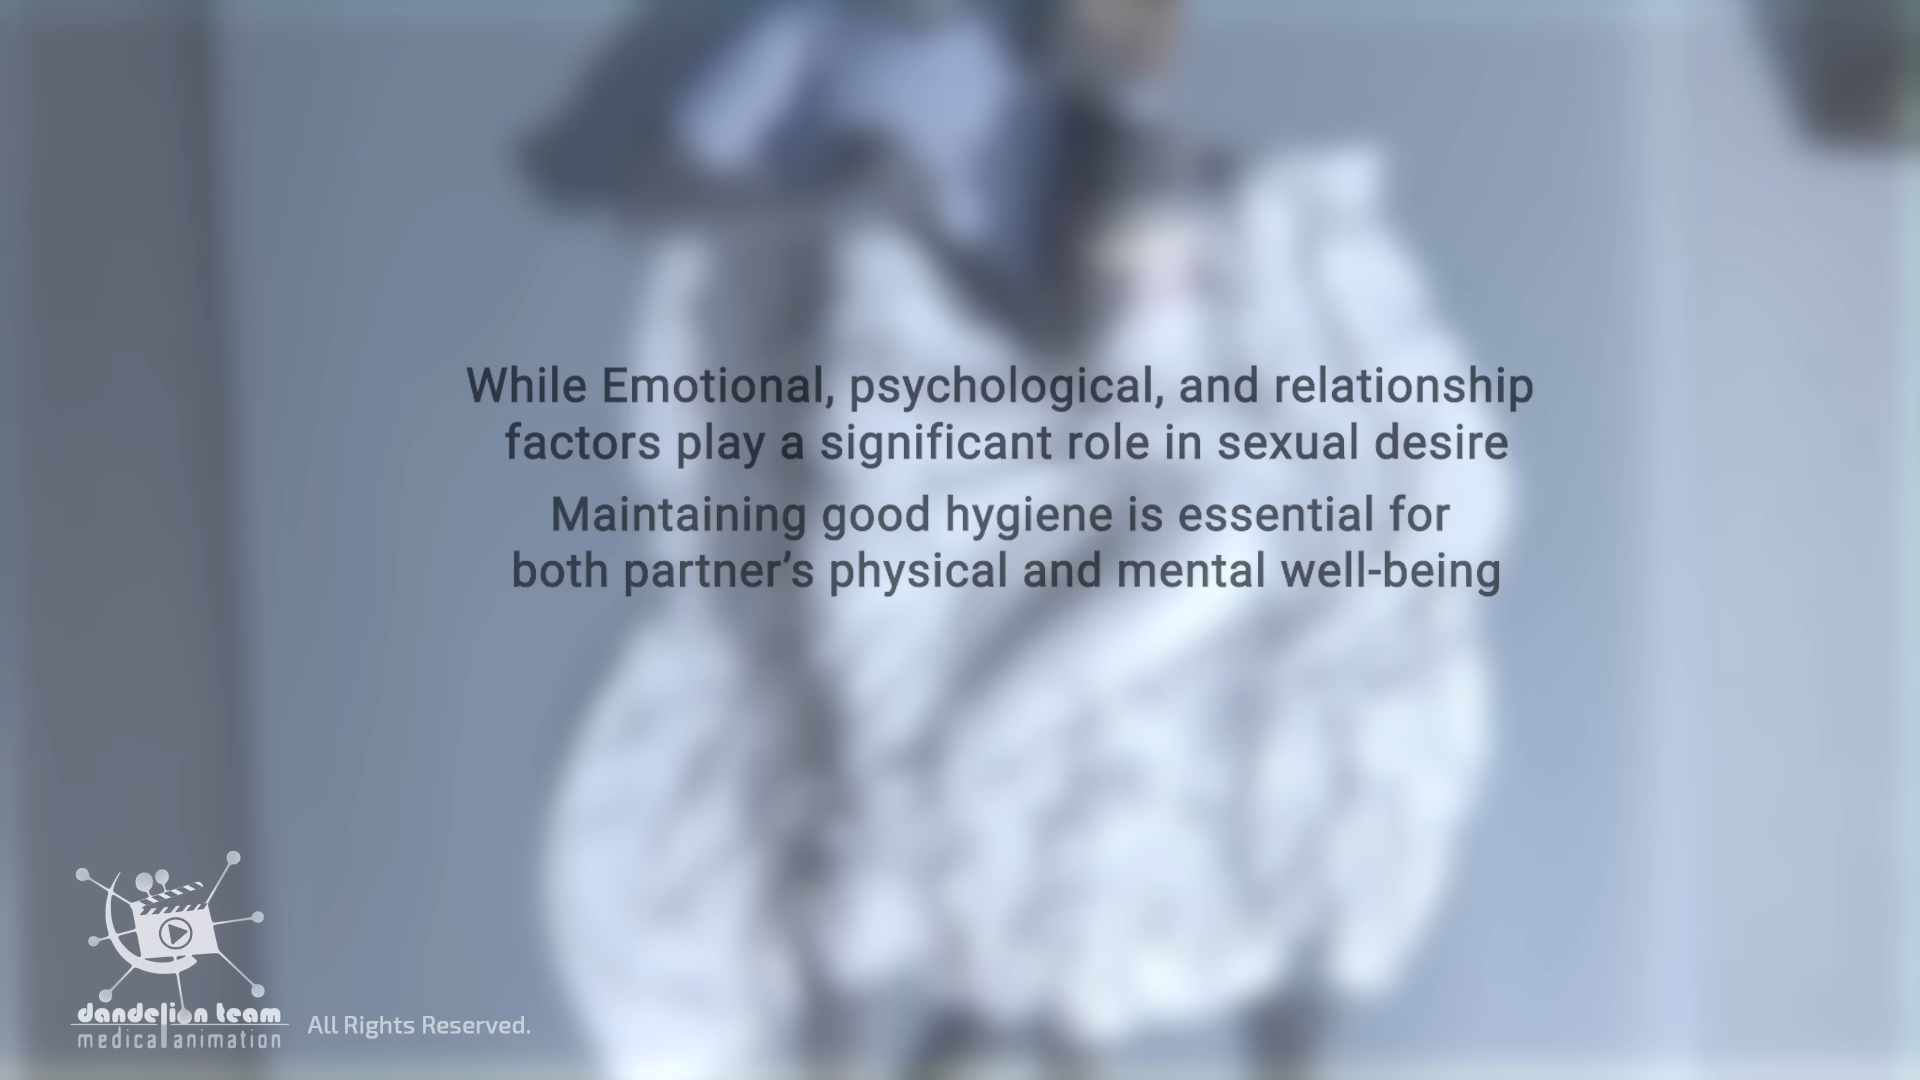 While Emotional, psychological, and relationship
factors play a significant role in sexual desire
Maintaining good hygiene is essential for
both partner’s physical and mental well-being
dandelion team
medical animation
All Rights Reserved.